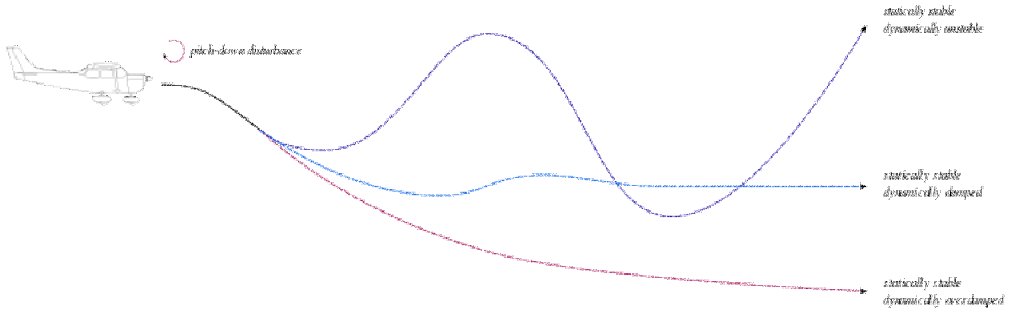 statically stable
dynamically unstable
pitch-down disturbance
statically stable
dynamically damped
statically stable
dynamically overdamped